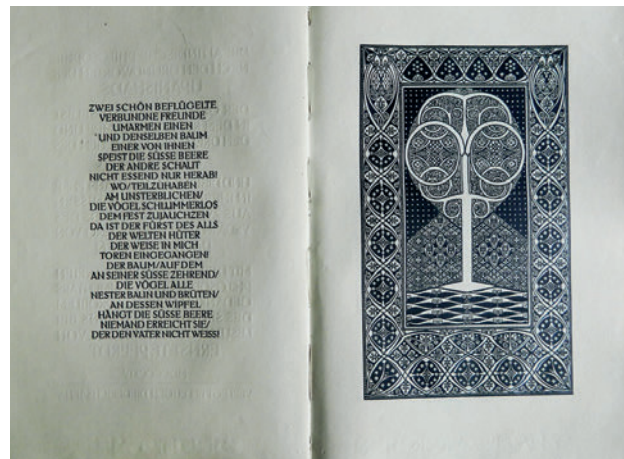 ZWEI SCHÖN BEFLÜGELTE
VERBUNDNE FREUNDE
UMARMEN EINEN
UND DENSELBEN BAUM
EINER VON IHNEN
SPEIST DIE SÜSSE BEERE
DER ANDRE SCHAUT
NICHT ESSEND NUR HERAB!
WO/TEILZUHABEN
AM UNSTERBLICHEN/
DIE VÖGEL SCHLUMMERLOS
DEM FEST ZUJAUCHZEN
DA IST DER FÜRST DES ALLS
DER WELTEN HÜTER
DER WEISE IN MICH
TOREN EINGEGANGEN!
DER BAUM/AUF DEM
AN SEINER SÜSSE ZEHREND/
DIE VÖGEL ALLE
NESTER BAUN UND BRÜTEN/
AN DESSEN WIPFEL
HÄNGT DIE SÜSSE BEERE
NIEMAND ERREICHT SIE/
DER DEN VATER NICHT WEISS!